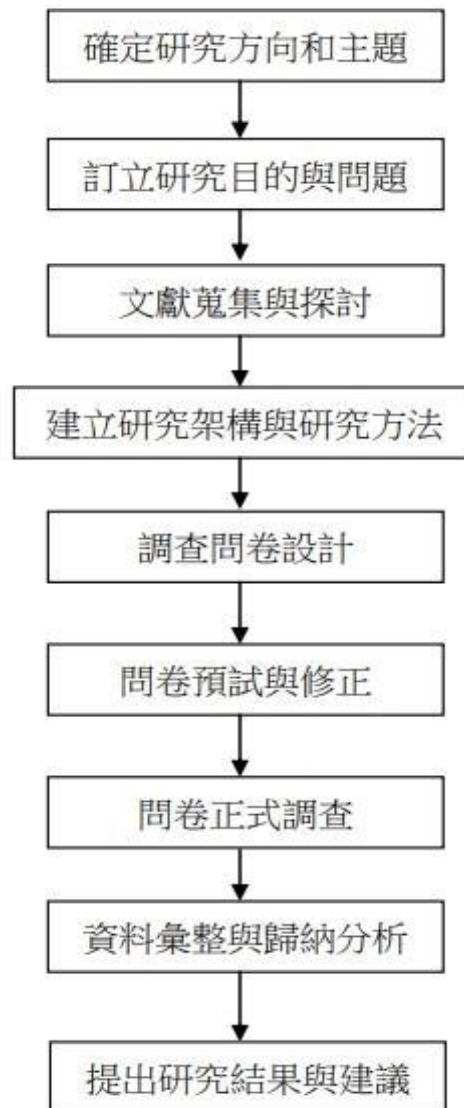 確定研究方向和主題
訂立研究目的與問題
文獻蒐集與探討
建立研究架構與研究方法
調查問卷設計
問卷預試與修正
問卷正式調查
資料彙整與歸納分析
提出研究結果與建議